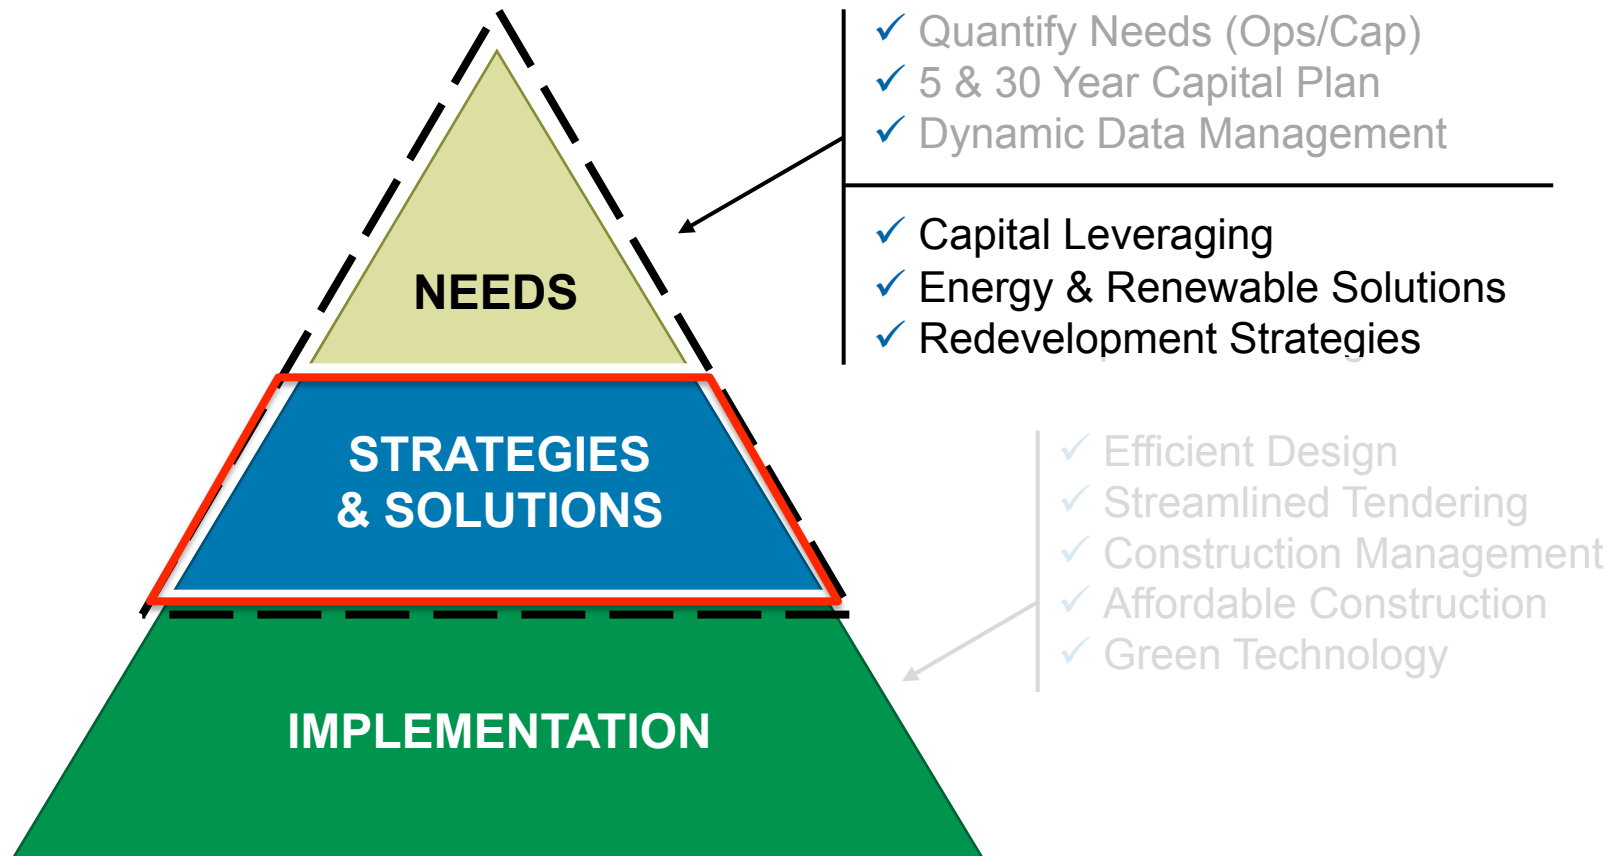 Quantify Needs (Ops/Cap)
5 & 30 Year Capital Plan
Dynamic Data Management
Capital Leveraging
Energy & Renewable Solutions
Redevelopment Strategies
NEEDS
STRATEGIES
& SOLUTIONS
Efficient Design
Streamlined Tendering
Construction Management
Affordable Construction
Green Technology
IMPLEMENTATION